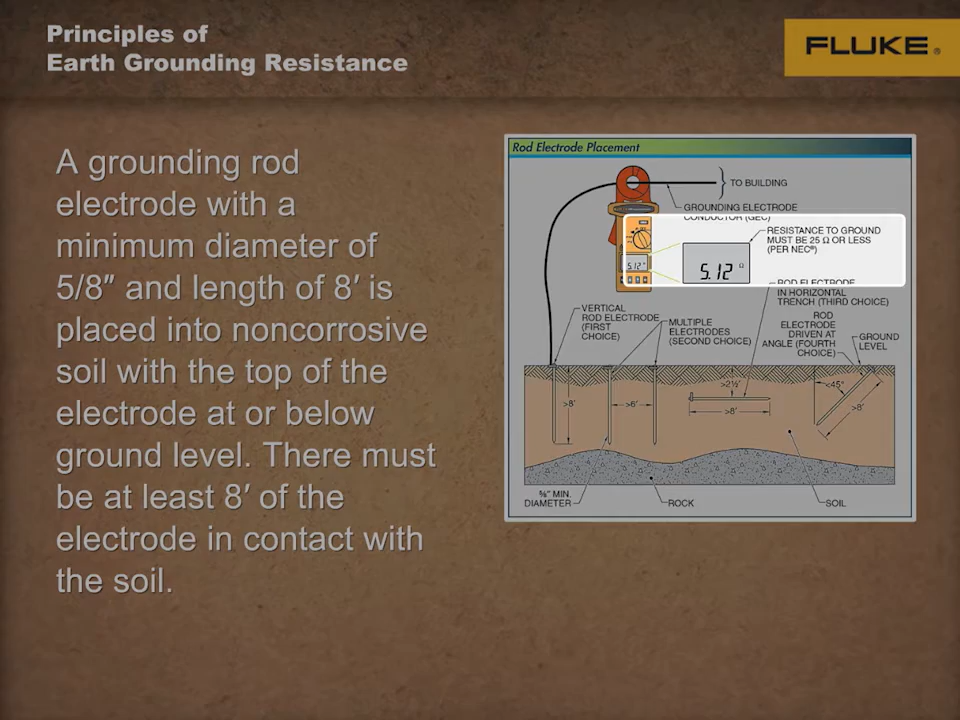 Principles of
Earth Grounding Resistance
FLUKE®
A grounding rod
electrode with a
minimum diameter of
5/8″ and length of 8′ is
placed into noncorrosive
soil with the top of the
electrode at or below
ground level. There must
be at least 8′ of the
electrode in contact with
the soil.
Rod Electrode Placement
TO BUILDING
GROUNDING ELECTRODE
CONDUCTOR (GEC)
RESISTANCE TO GROUND
MUST BE 25 Ω OR LESS
(PER NEC®)
5.12 Ω
5.12 Ω
ROD ELECTRODE
IN HORIZONTAL
TRENCH (THIRD CHOICE)
VERTICAL
ROD ELECTRODE
(FIRST
CHOICE)
MULTIPLE
ELECTRODES
(SECOND CHOICE)
ROD
ELECTRODE
DRIVEN AT
ANGLE (FOURTH
CHOICE)
GROUND
LEVEL
>8′
>6′
>2½′
>8′
<45°
>8′
⅝″ MIN.
DIAMETER
ROCK
SOIL